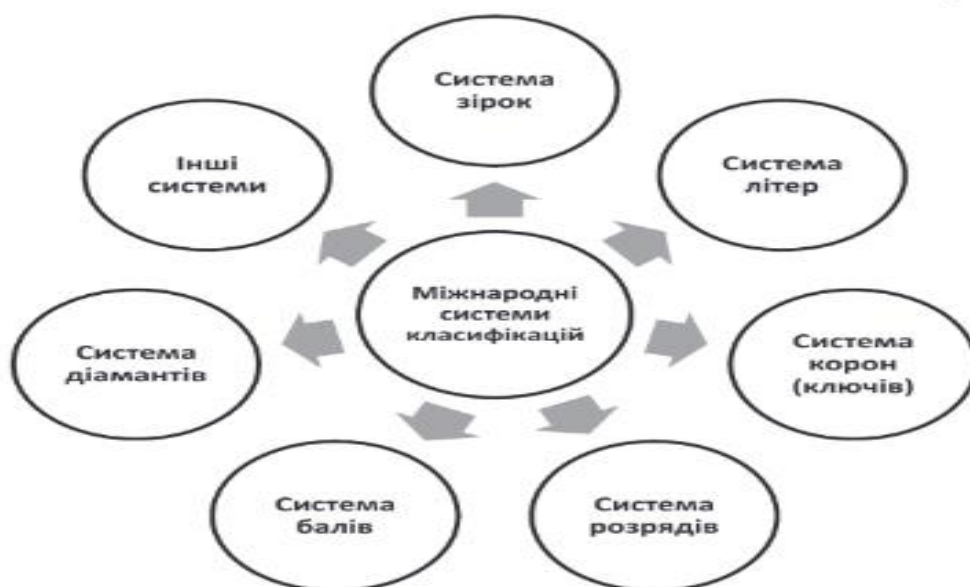 Система
зірок
Інші
системи
Система
літер
Міжнародні
системи
класифікацій
Система
діамантів
Система
корон
(ключів)
Система
балів
Система
розрядів